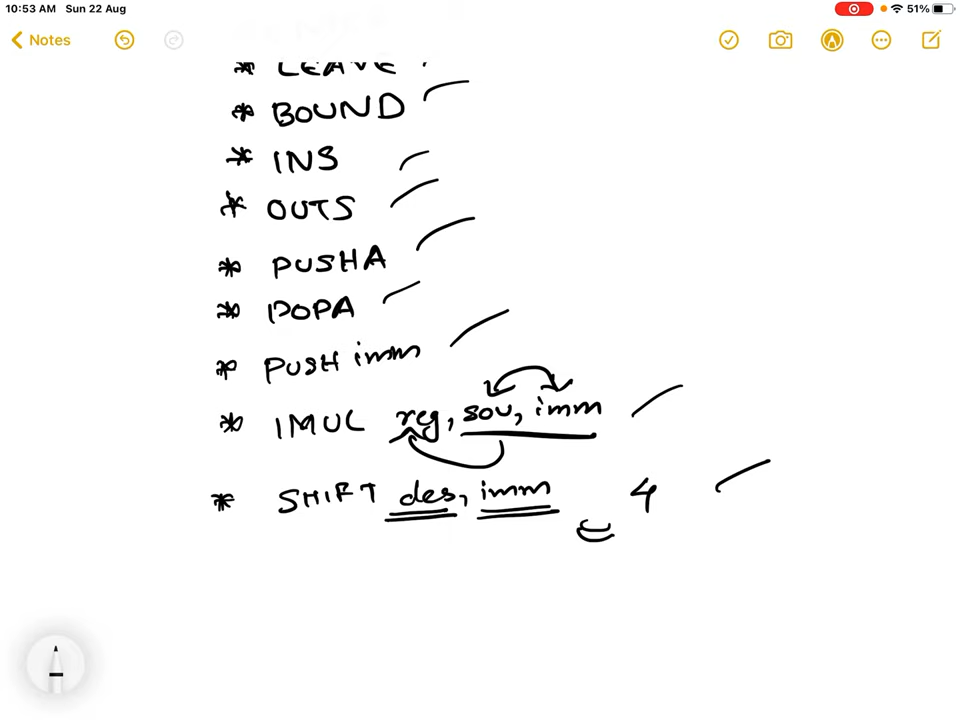 10:53 AM Sun 22 Aug 51%
Notes
* LEAVE
* BOUND
* INS
* OUTS
* PUSHA
* POPA
* PUSH imm
* IMUL reg, sou, imm
* SHIFT des, imm 4